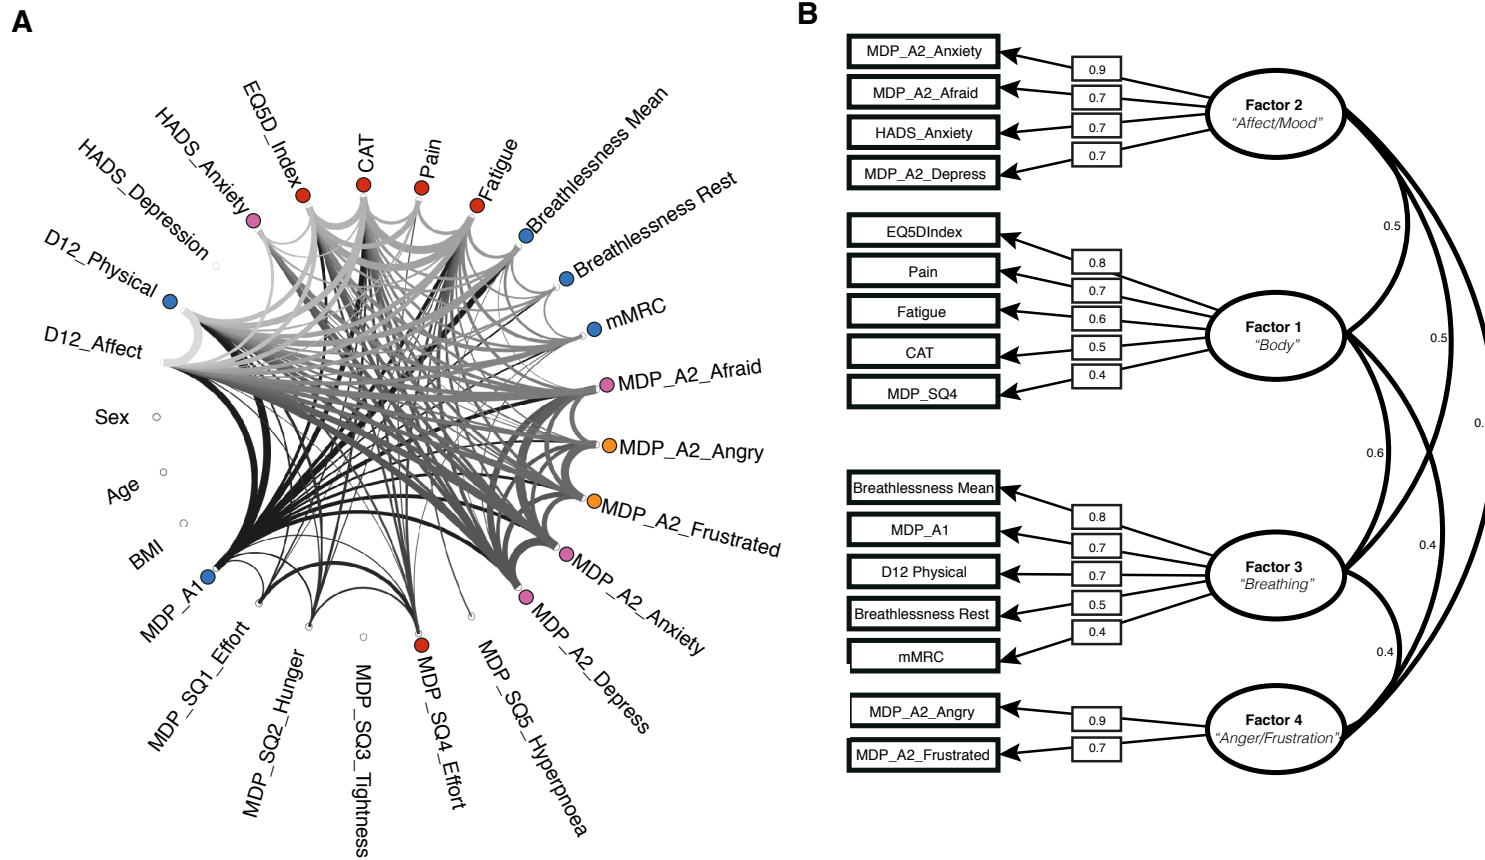 A
EQ5D_Index
CAT
Pain
Fatigue
Breathlessness Mean
Breathlessness Rest
mMRC
MDP_A2_Afraid
MDP_A2_Angry
MDP_A2_Frustrated
MDP_A2_Anxiety
MDP_A2_Depress
MDP_SQ5_Hyperpnoea
MDP_SQ4_Effort
MDP_SQ3_Tightness
MDP_SQ2_Hunger
MDP_SQ1_Effort
MDP_A1
BMI
Age
Sex
D12_Affect
D12_Physical
HADS_Depression
HADS_Anxiety
B
MDP_A2_Anxiety
MDP_A2_Afraid
HADS_Anxiety
MDP_A2_Depress
0.9
0.7
0.7
0.7
Factor 2
“Affect/Mood”
EQ5DIndex
Pain
Fatigue
CAT
MDP_SQ4
0.8
0.7
0.6
0.5
0.4
Factor 1
“Body”
Breathlessness Mean
MDP_A1
D12 Physical
Breathlessness Rest
mMRC
0.8
0.7
0.7
0.5
0.4
Factor 3
“Breathing”
MDP_A2_Angry
MDP_A2_Frustrated
0.9
0.7
Factor 4
“Anger/Frustration”
0.5
0.5
0.6
0.4
0.4